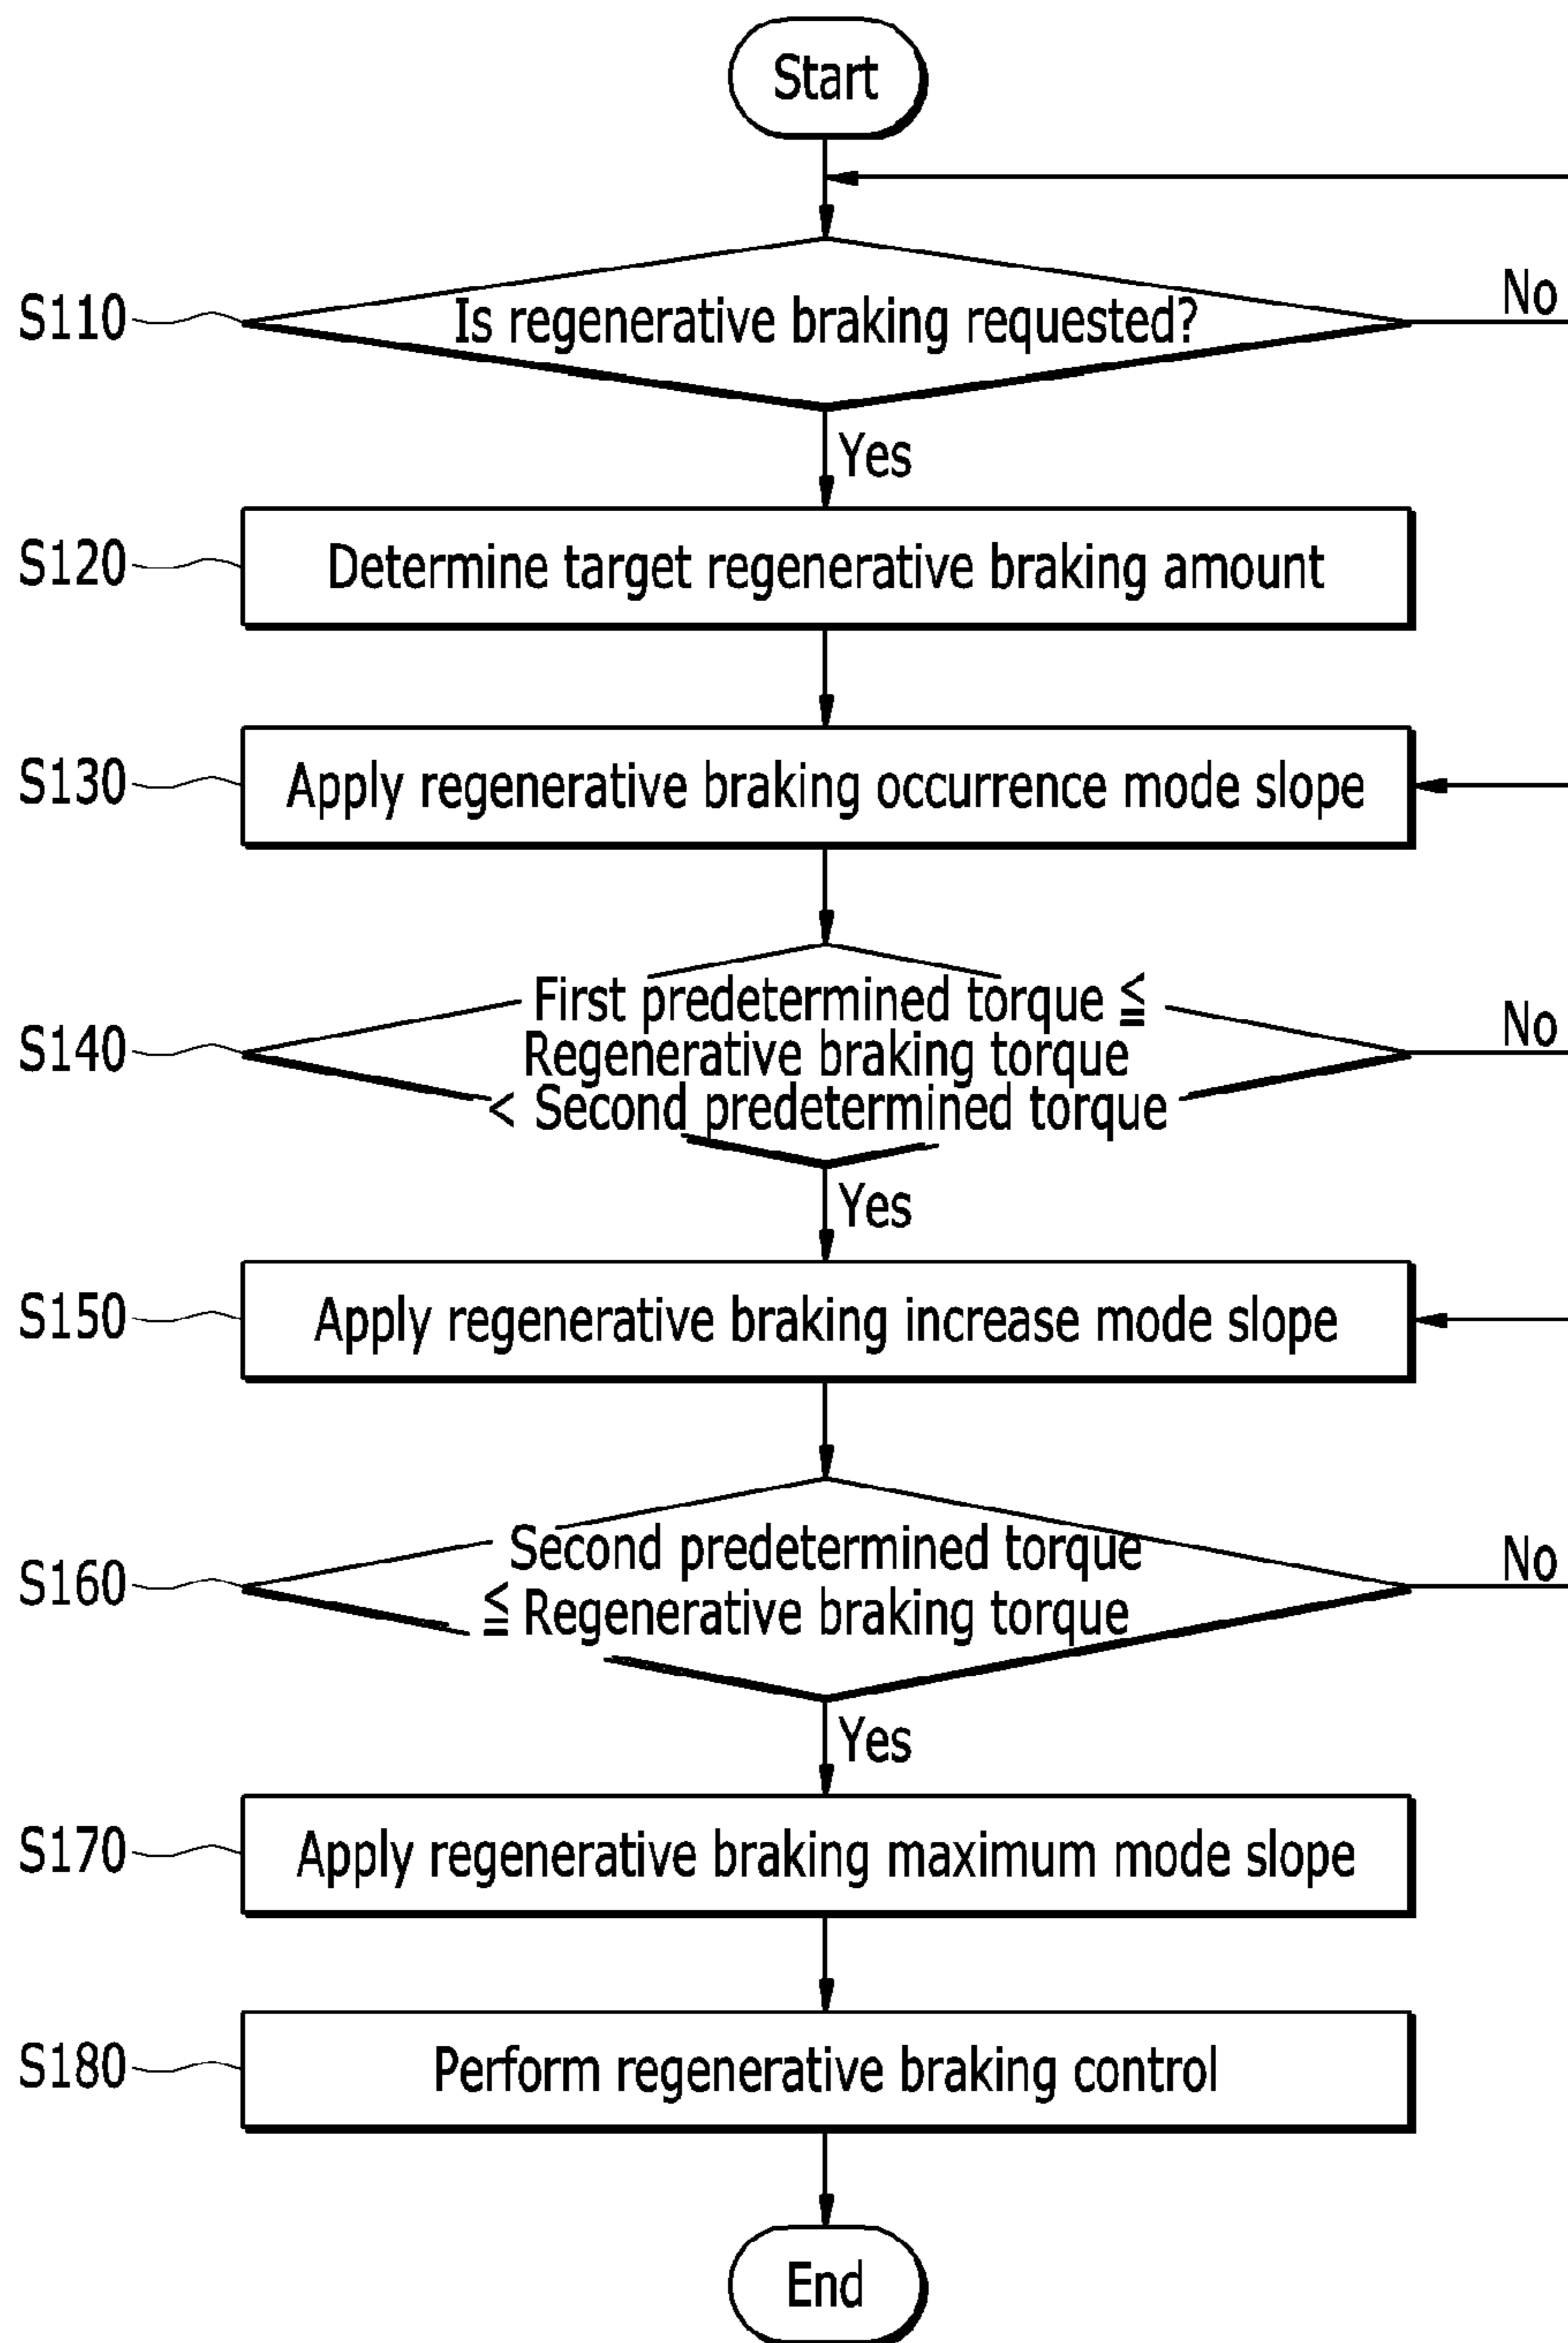 Start
S110
Is regenerative braking requested?
No
Yes
S120
Determine target regenerative braking amount
S130
Apply regenerative braking occurrence mode slope
S140
First predetermined torque ≦
Regenerative braking torque
< Second predetermined torque
No
Yes
S150
Apply regenerative braking increase mode slope
S160
Second predetermined torque
≦ Regenerative braking torque
No
Yes
S170
Apply regenerative braking maximum mode slope
S180
Perform regenerative braking control
End